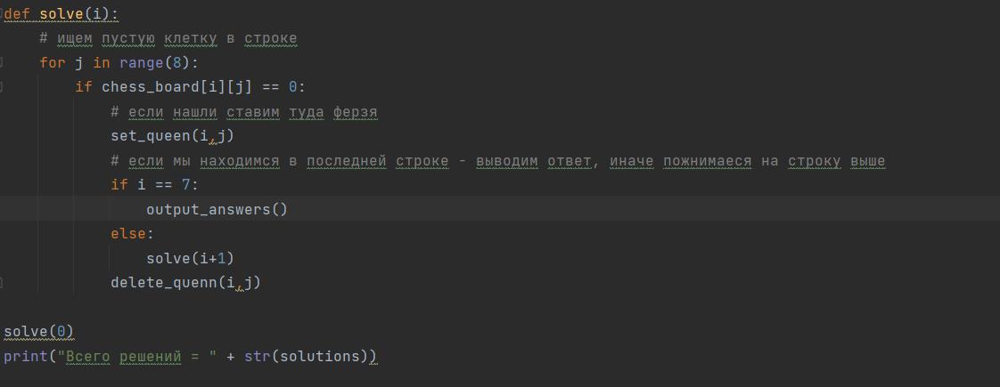 def solve(i):
    # ищем пустую клетку в строке
    for j in range(8):
        if chess_board[i][j] == 0:
            # если нашли ставим туда ферзя
            set_queen(i,j)
            # если мы находимся в последней строке - выводим ответ, иначе пожнимаеся на строку выше
            if i == 7:
                output_answers()
            else:
                solve(i+1)
            delete_quenn(i,j)
solve(0)
print("Всего решений = " + str(solutions))